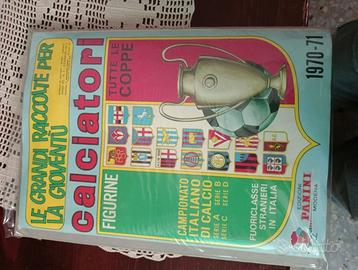 LE GRANDI RACCOLTE PER
LA GIOVENTÙ
calciatori
TUTTE LE
COPPE
1970-71
FIGURINE
CAMPIONATO
ITALIANO
DI CALCIO
SERIE A SERIE B
SERIE C SERIE D
FUORICLASSE
STRANIERI
IN ITALIA
EDIZIONI
PANINI
MODENA